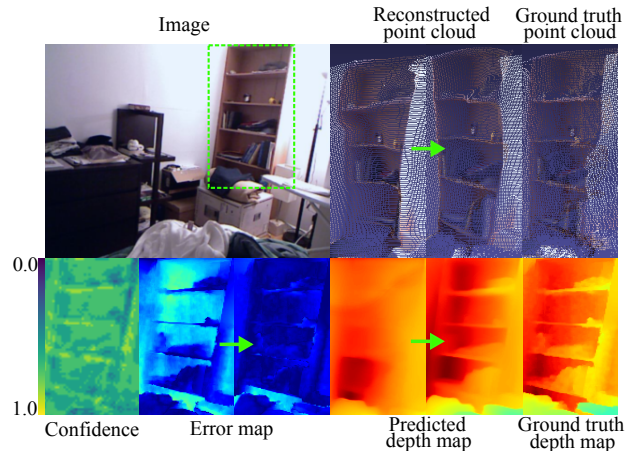 Image
Reconstructed
point cloud
Ground truth
point cloud
0.0
1.0
Confidence
Error map
Predicted
depth map
Ground truth
depth map